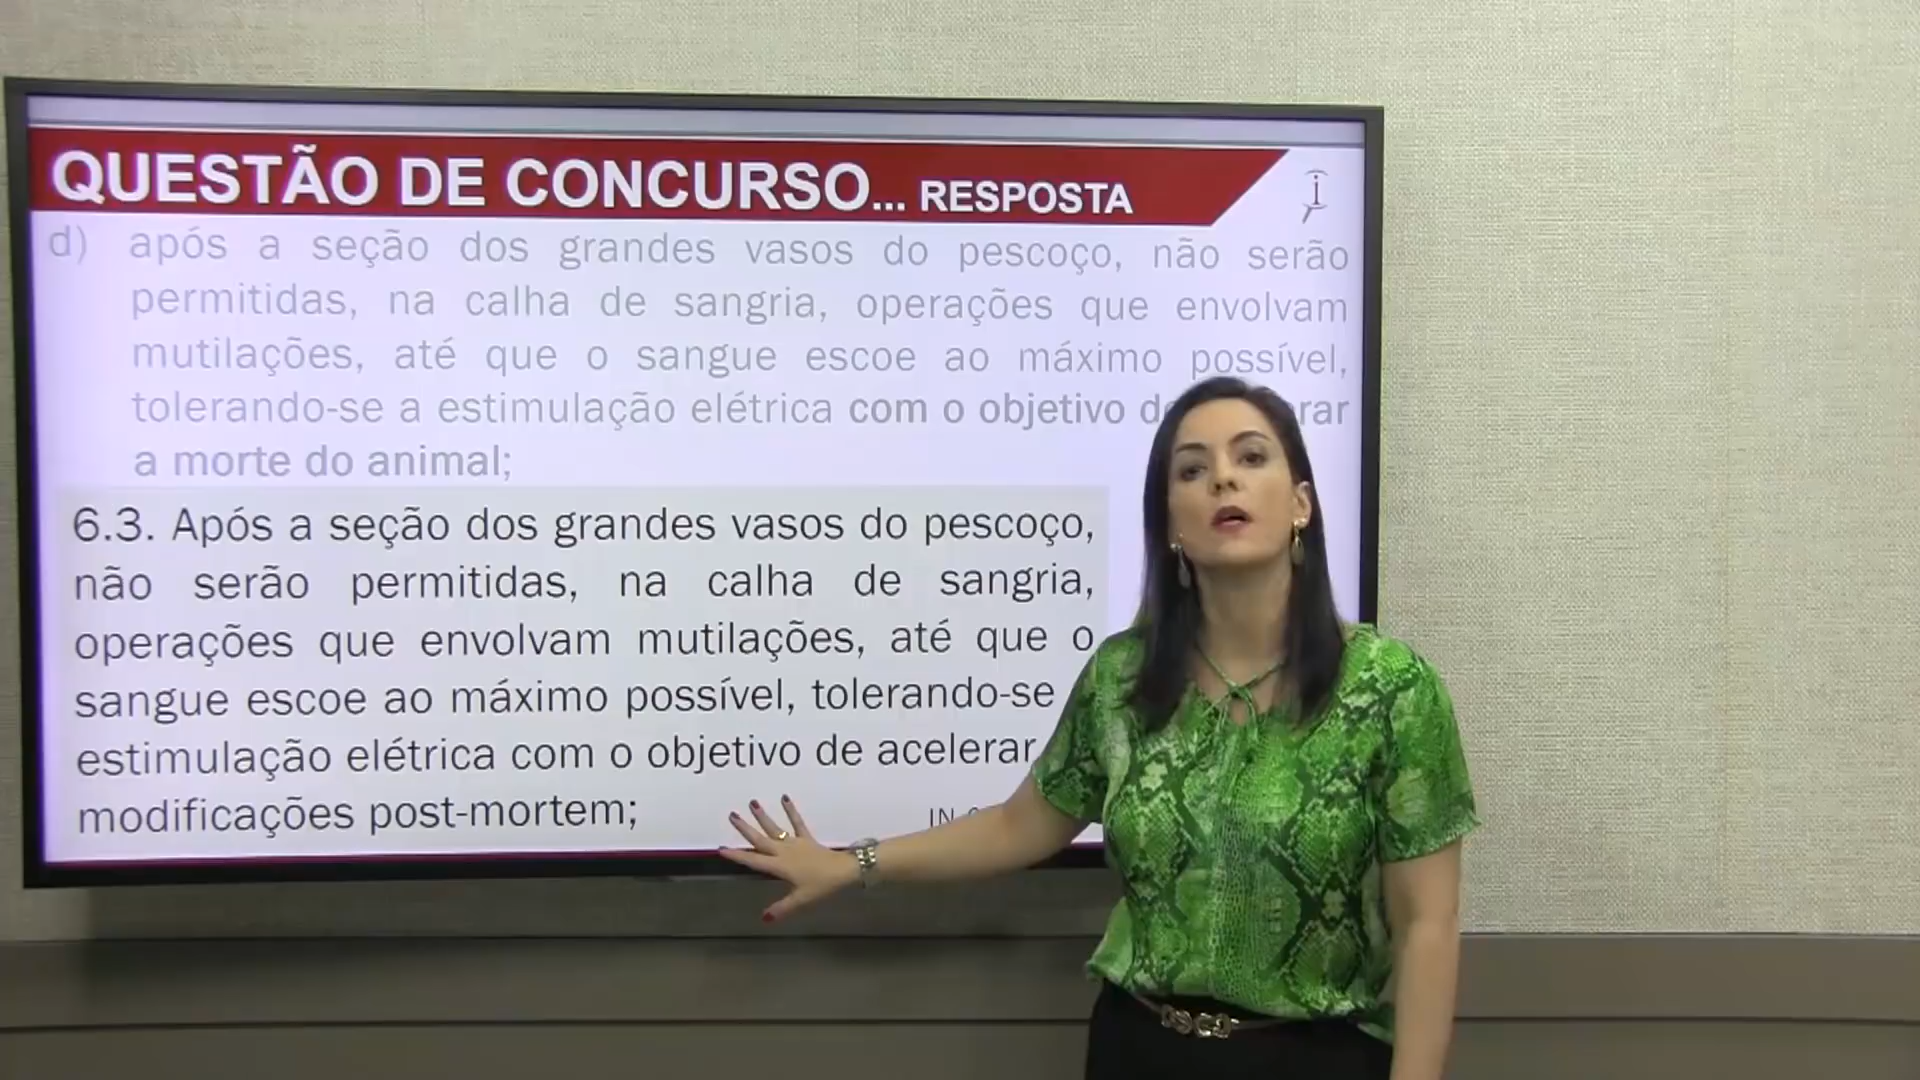 QUESTÃO DE CONCURSO... RESPOSTA
d) após a seção dos grandes vasos do pescoço, não serão
permitidas, na calha de sangria, operações que envolvam
mutilações, até que o sangue escoe ao máximo possível,
tolerando-se a estimulação elétrica com o objetivo
a morte do animal;
6.3. Após a seção dos grandes vasos do pescoço,
não serão permitidas, na calha de sangria,
operações que envolvam mutilações, até que o
sangue escoe ao máximo possível, tolerando-se
estimulação elétrica com o objetivo de acelerar
modificações post-mortem;
IN